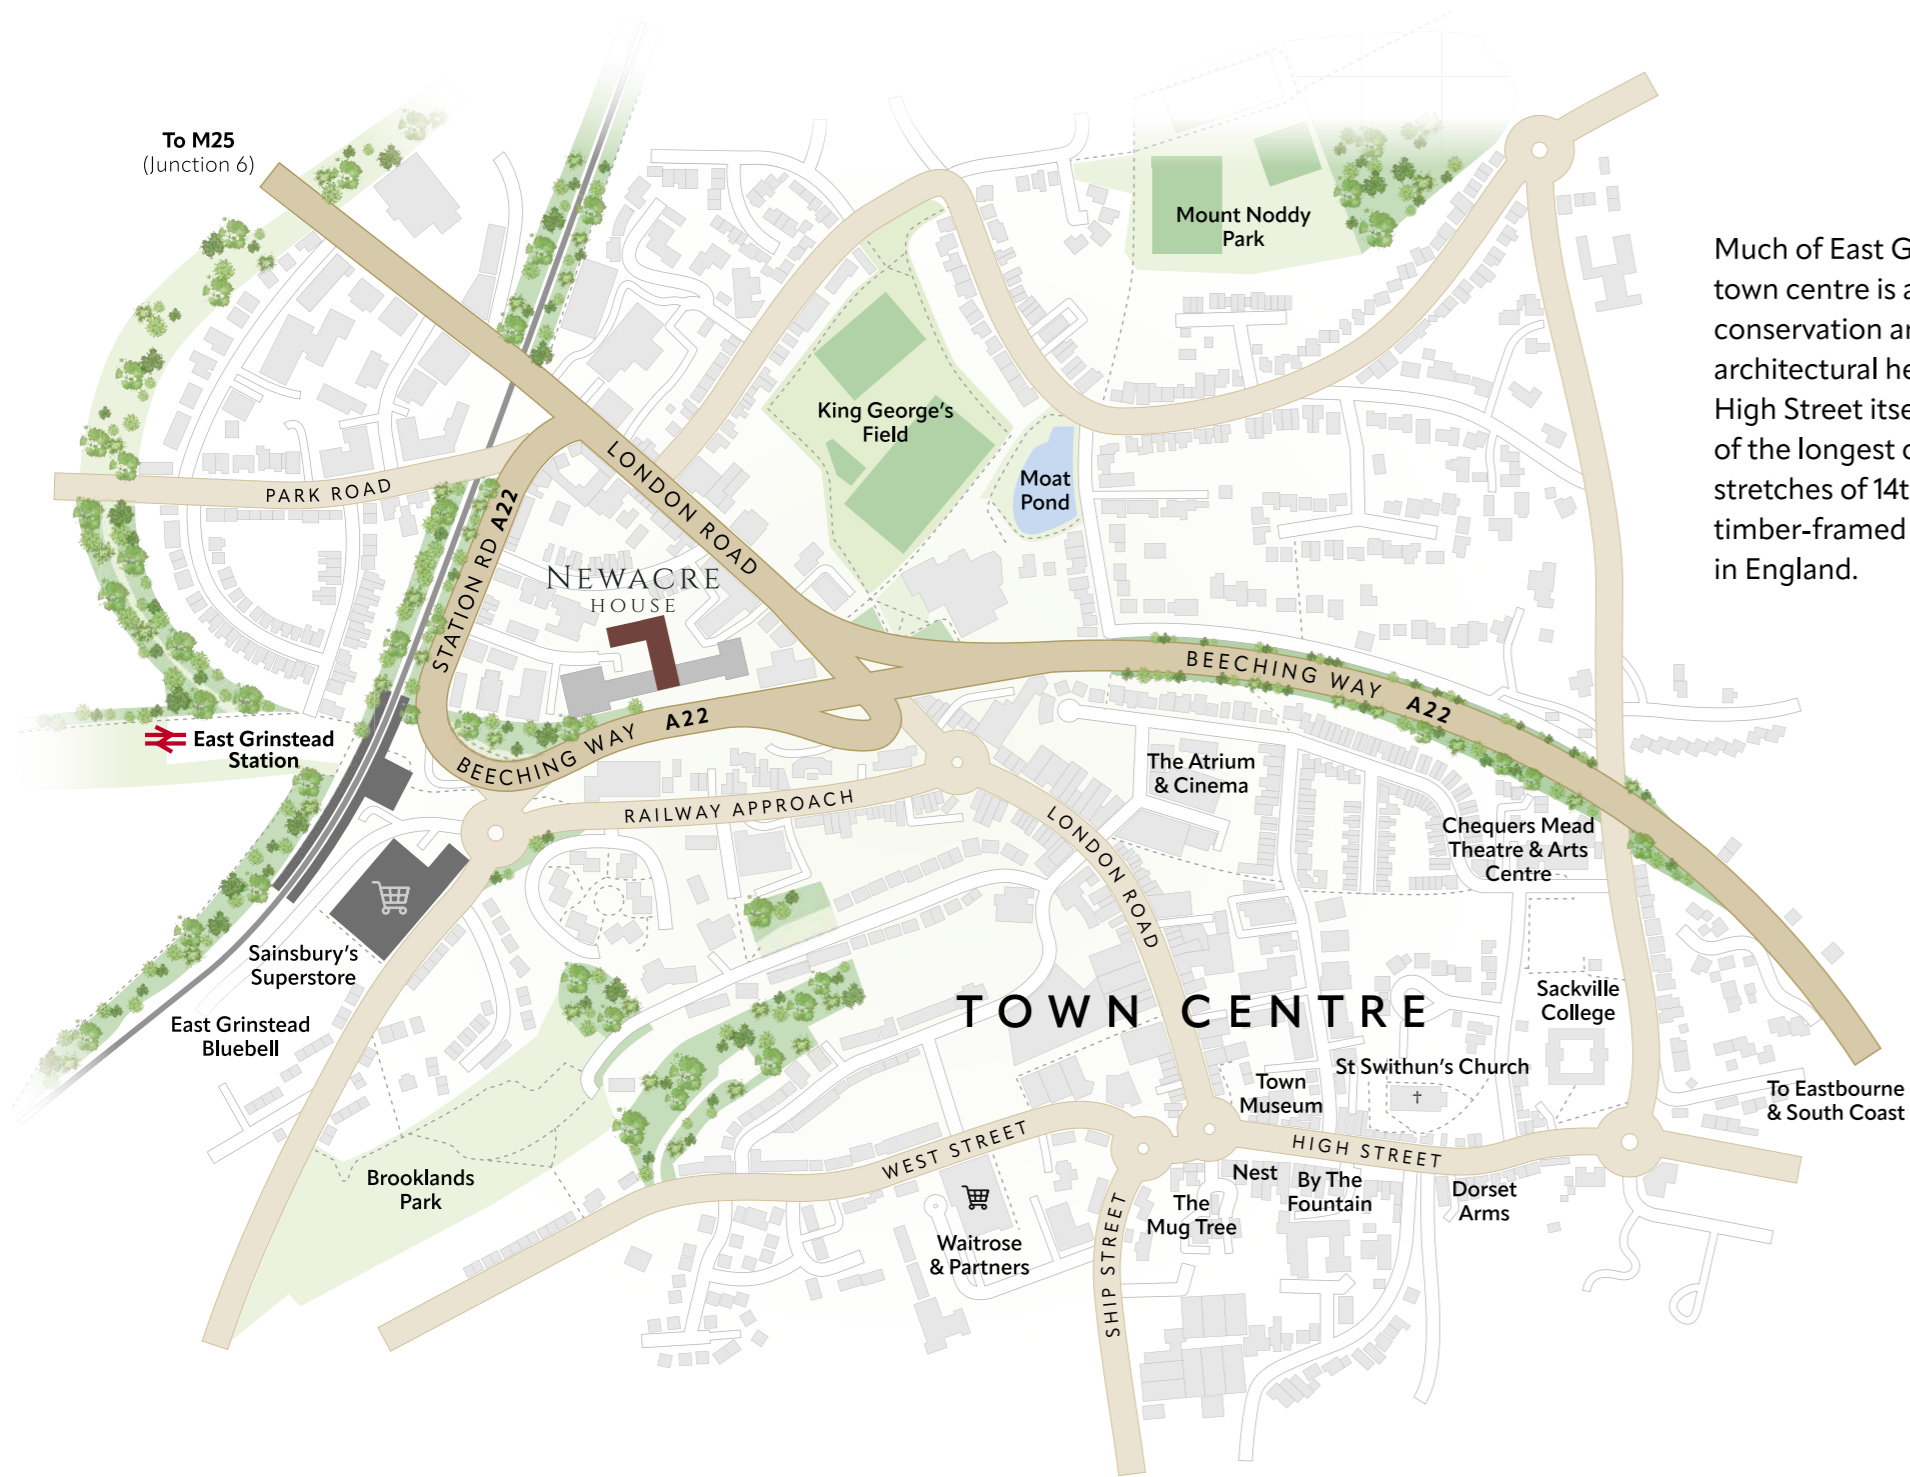 To M25
(Junction 6)
Mount Noddy
Park
Much of East G
town centre is a
conservation ar
architectural he
High Street itse
of the longest c
stretches of 14t
timber-framed
in England.
King George's
Field
Moat
Pond
PARK ROAD
LONDON ROAD
STATION RD A22
NEWACRE
HOUSE
BEECHING WAY A22
BEECHING WAY A22
East Grinstead
Station
RAILWAY APPROACH
The Atrium
& Cinema
LONDON ROAD
Chequers Mead
Theatre & Arts
Centre
Sainsbury's
Superstore
East Grinstead
Bluebell
TOWN CENTRE
Sackville
College
St Swithun's Church
Town
Museum
To Eastbourne
& South Coast
WEST STREET
HIGH STREET
Brooklands
Park
Nest
By The
Fountain
Dorset
Arms
The
Mug Tree
Waitrose
& Partners
SHIP STREET